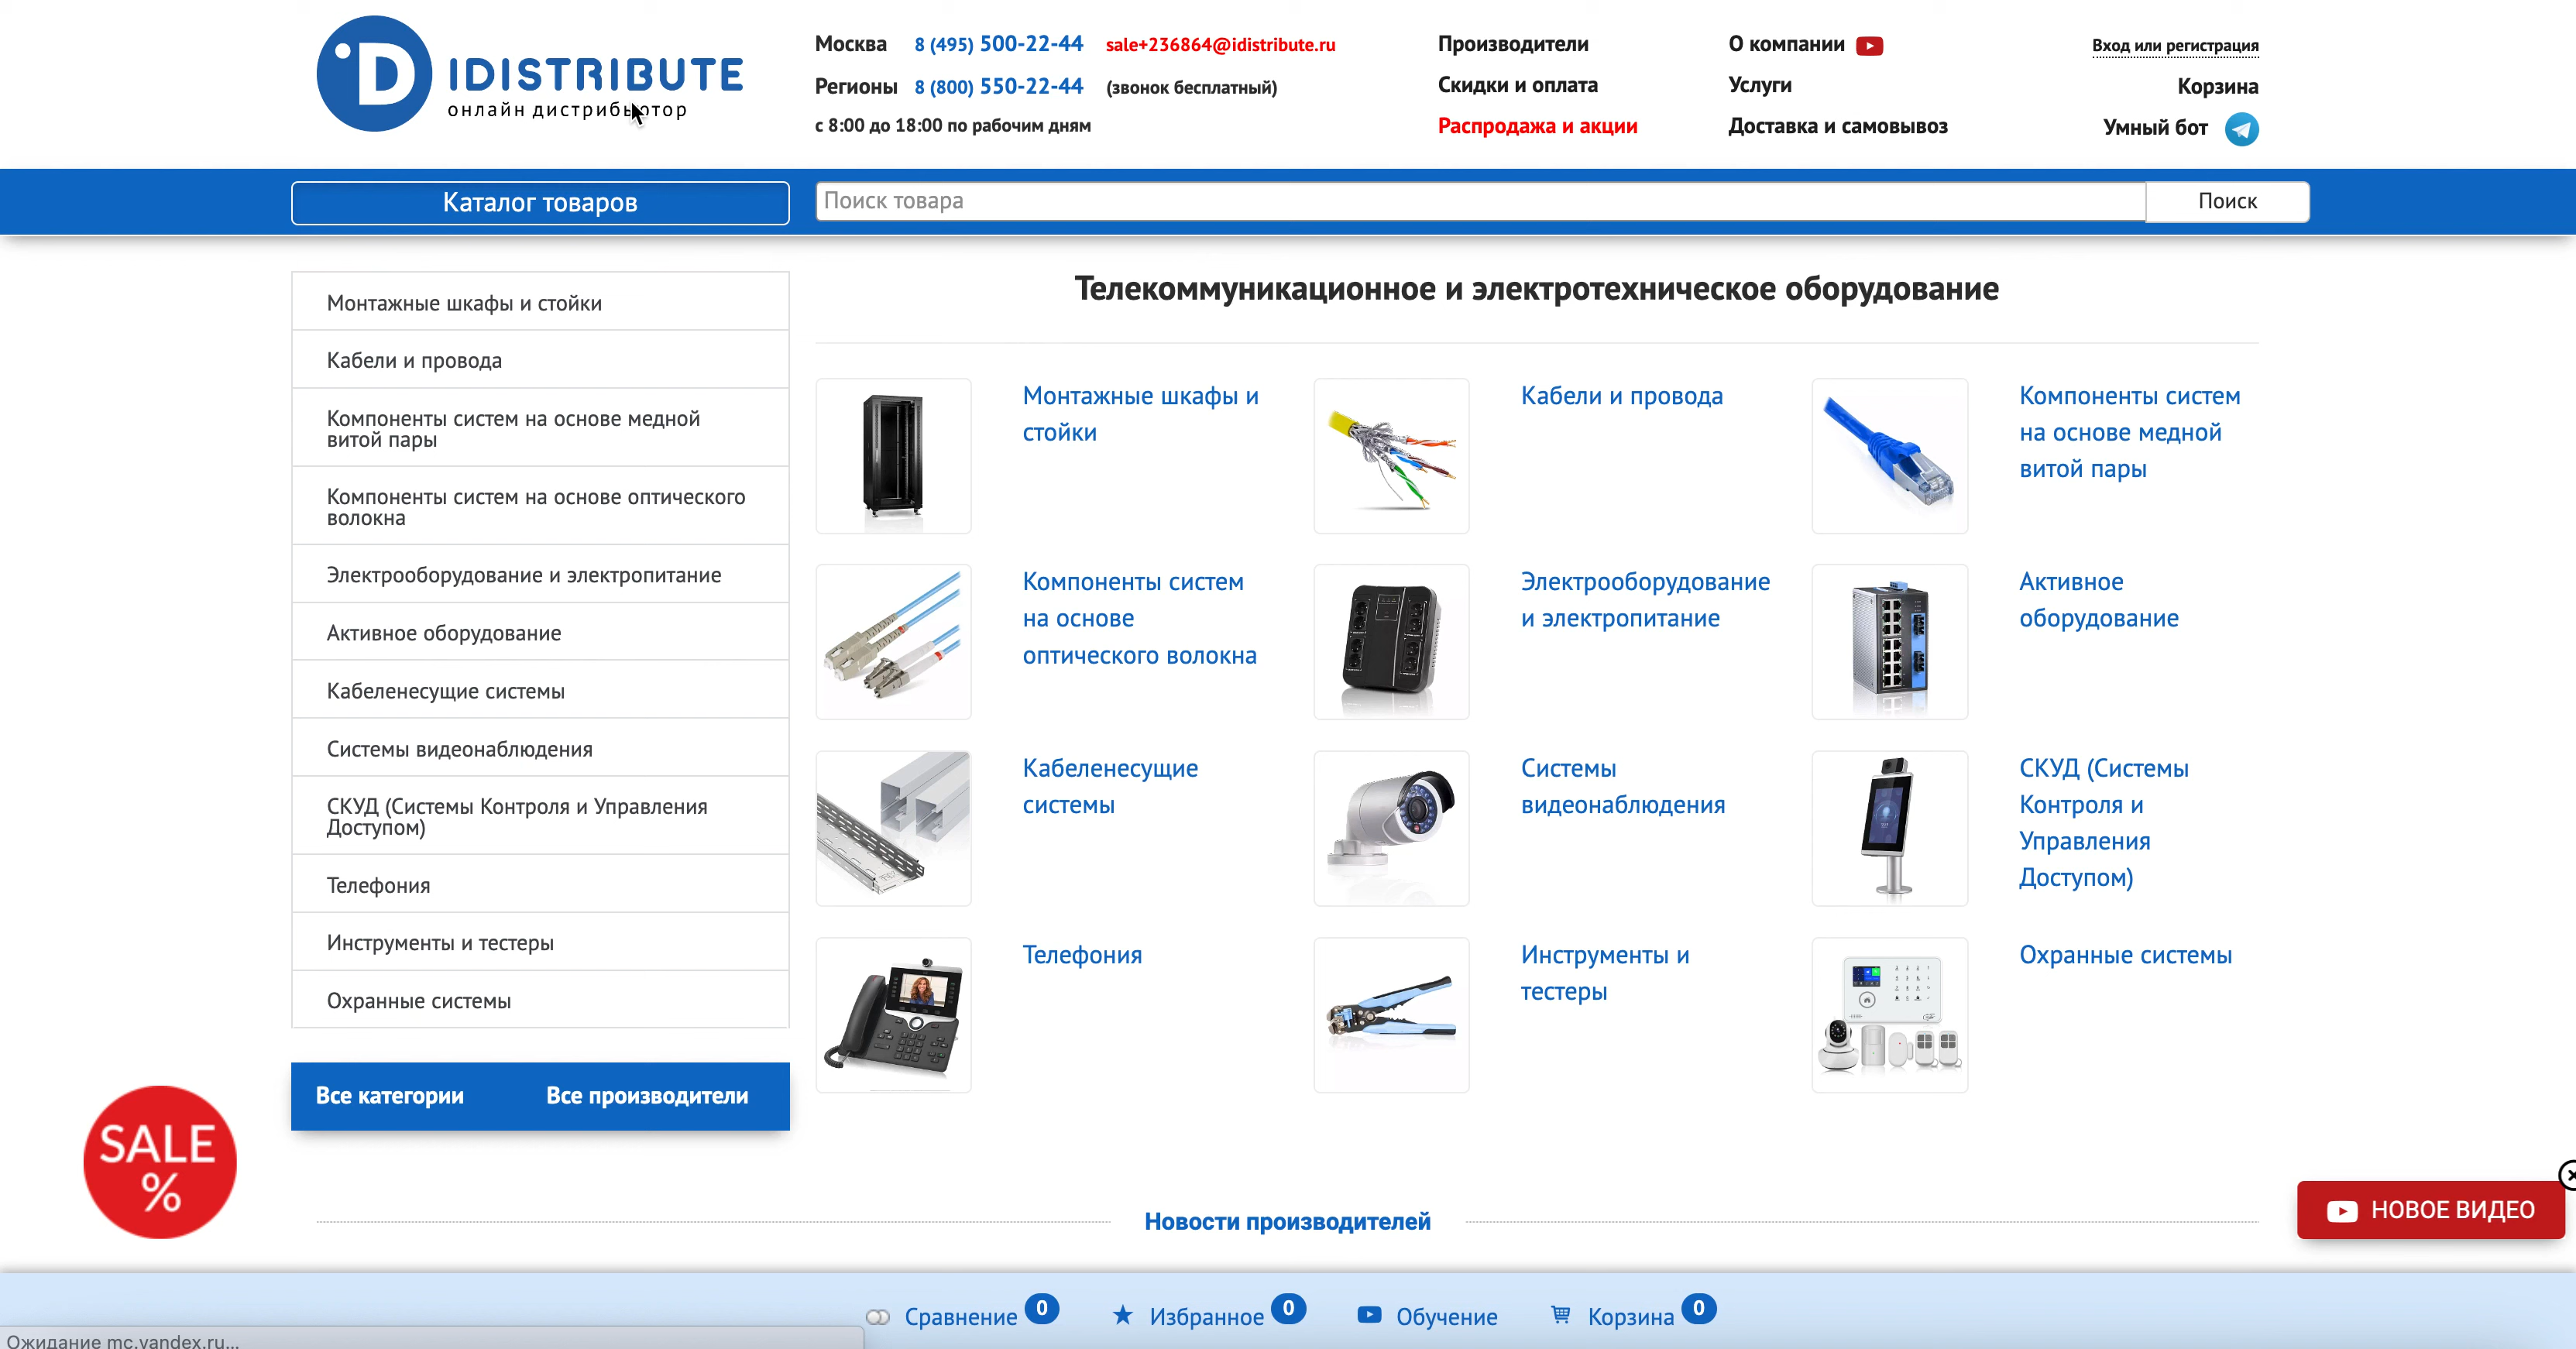 IDISTRIBUTE
онлайн дистрибьютор
Москва 8 (495) 500-22-44 sale+236864@idistribute.ru
Регионы 8 (800) 550-22-44 (звонок бесплатный)
с 8:00 до 18:00 по рабочим дням
Производители
Скидки и оплата
Распродажа и акции
О компании
Услуги
Доставка и самовывоз
Вход или регистрация
Корзина
Умный бот
Каталог товаров
Поиск товара
Поиск
Монтажные шкафы и стойки
Кабели и провода
Компоненты систем на основе медной
витой пары
Компоненты систем на основе оптического
волокна
Электрооборудование и электропитание
Активное оборудование
Кабеленесущие системы
Системы видеонаблюдения
СКУД (Системы Контроля и Управления
Доступом)
Телефония
Инструменты и тестеры
Охранные системы
Все категории Все производители
SALE
%
Телекоммуникационное и электротехническое оборудование
Монтажные шкафы и
стойки
Кабели и провода
Компоненты систем
на основе медной
витой пары
Компоненты систем
на основе
оптического волокна
Электрооборудование
и электропитание
Активное
оборудование
Кабеленесущие
системы
Системы
видеонаблюдения
СКУД (Системы
Контроля и
Управления
Доступом)
Телефония
Инструменты и
тестеры
Охранные системы
Новости производителей
НОВОЕ ВИДЕО
Сравнение 0
Избранное 0
Обучение
Корзина 0
Ожидание mc.yandex.ru...